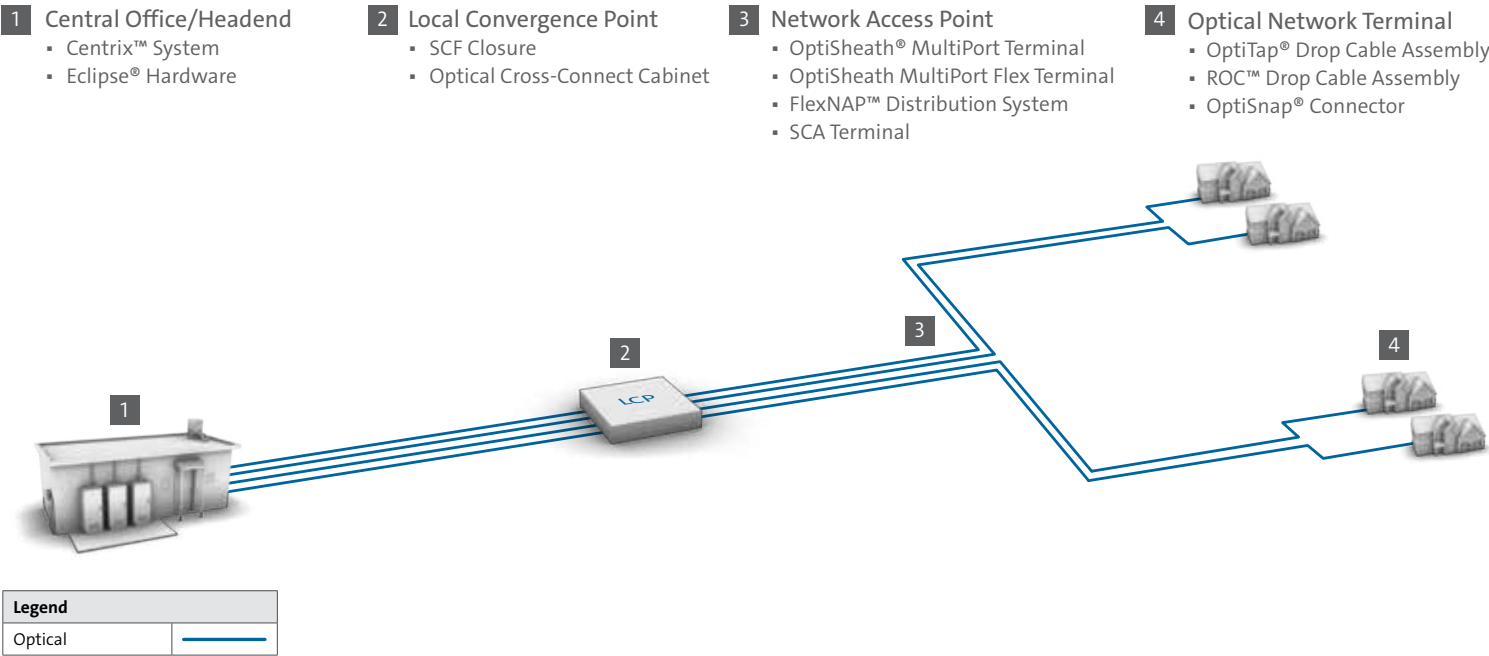 1 Central Office/Headend
▪ Centrix™ System
▪ Eclipse® Hardware
2 Local Convergence Point
▪ SCF Closure
▪ Optical Cross-Connect Cabinet
3 Network Access Point
▪ OptiSheath® MultiPort Terminal
▪ OptiSheath MultiPort Flex Terminal
▪ FlexNAP™ Distribution System
▪ SCA Terminal
4 Optical Network Terminal
▪ OptiTap® Drop Cable Assembly
▪ ROC™ Drop Cable Assembly
▪ OptiSnap® Connector
3
2
4
LCP
1
Legend
Optical